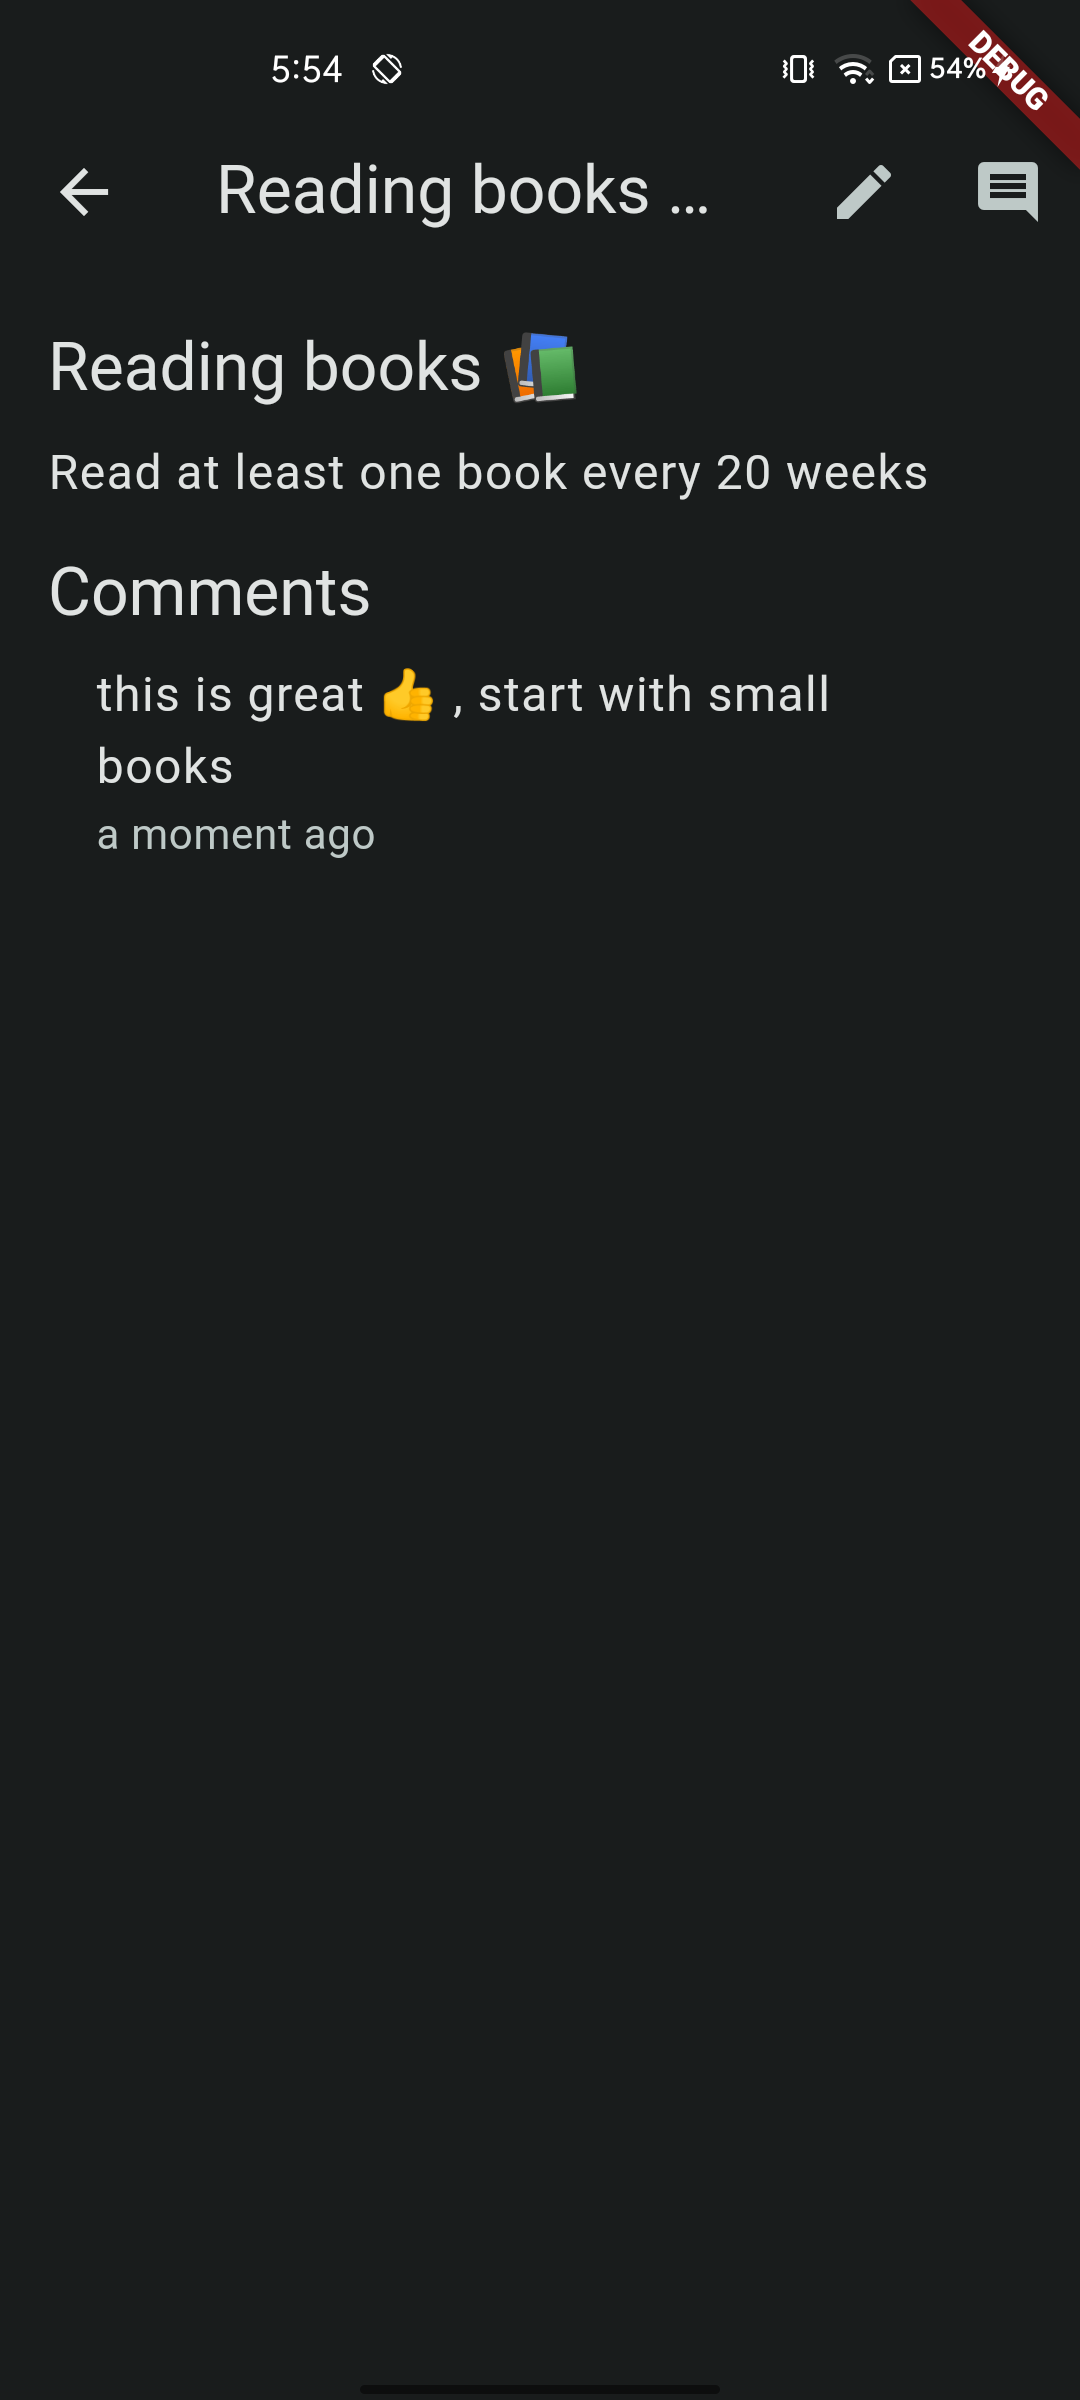 5:54 54%
DEBUG
Reading books ...
Reading books 📚
Read at least one book every 20 weeks
Comments
this is great 👍 , start with small
books
a moment ago